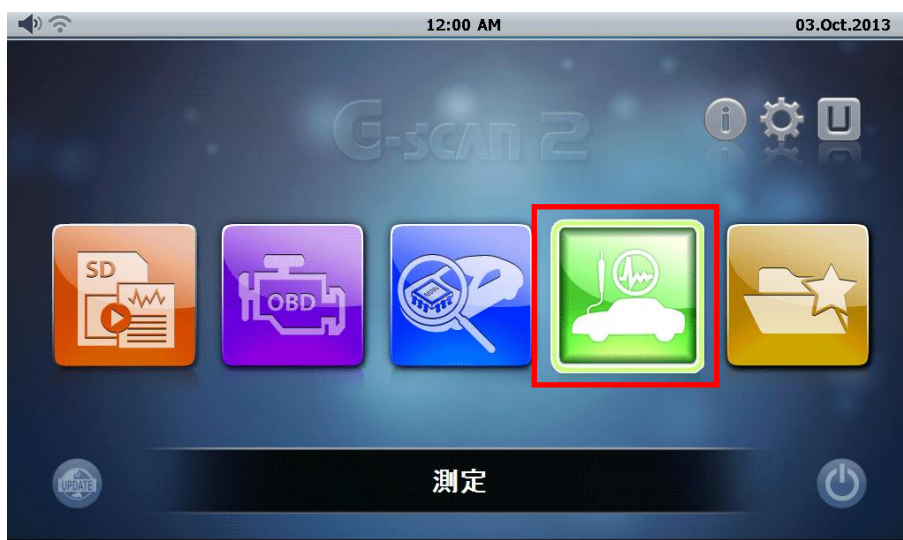 12:00 AM
03.Oct.2013
G-scan 2
i
U
SD
OBD
UPDATE
測定